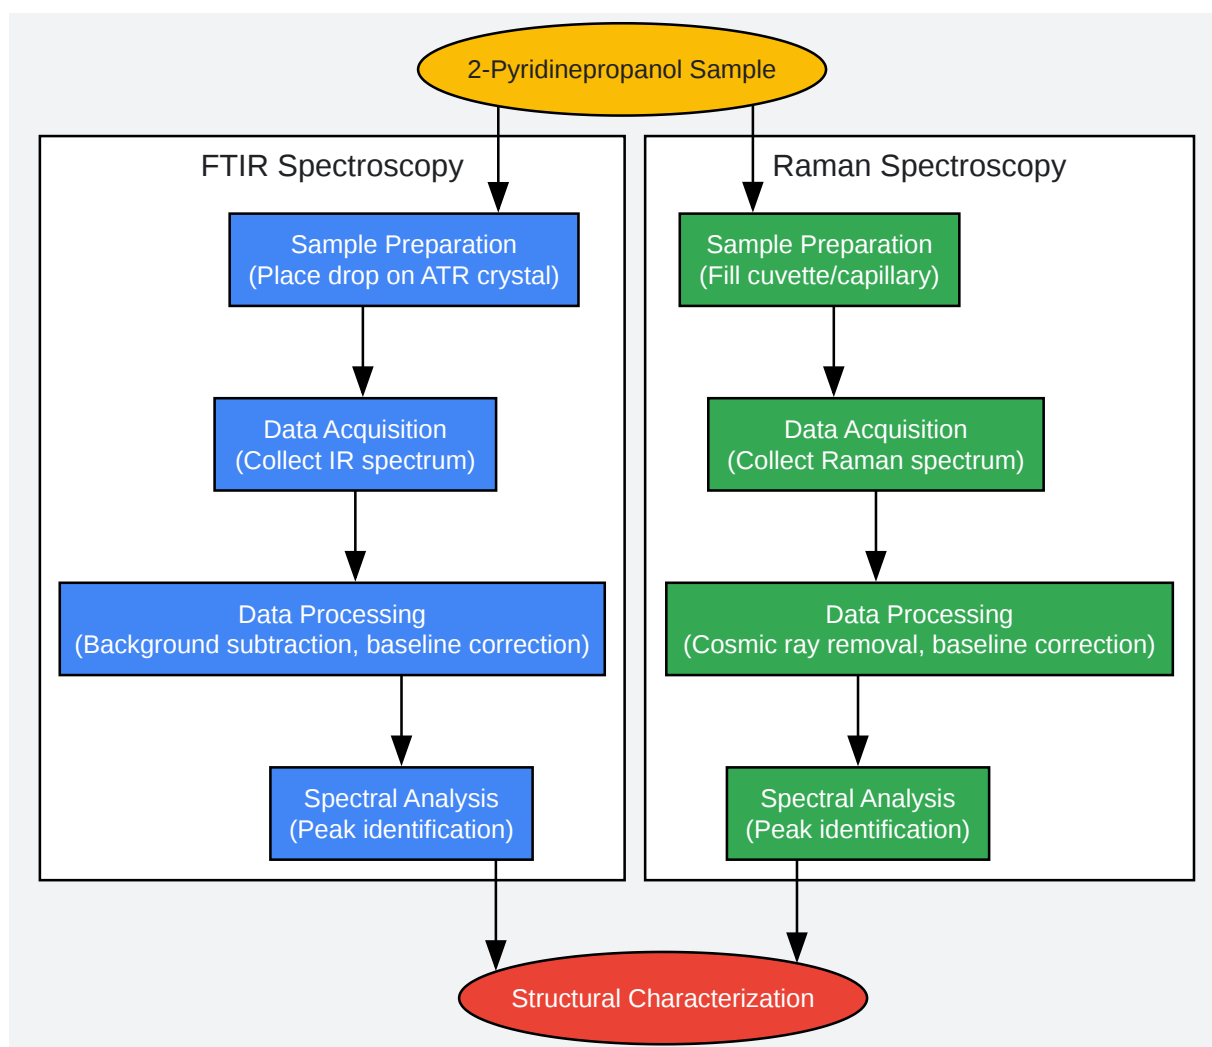 2-Pyridinepropanol Sample
FTIR Spectroscopy
Sample Preparation
(Place drop on ATR crystal)
Data Acquisition
(Collect IR spectrum)
Data Processing
(Background subtraction, baseline correction)
Spectral Analysis
(Peak identification)
Raman Spectroscopy
Sample Preparation
(Fill cuvette/capillary)
Data Acquisition
(Collect Raman spectrum)
Data Processing
(Cosmic ray removal, baseline correction)
Spectral Analysis
(Peak identification)
Structural Characterization